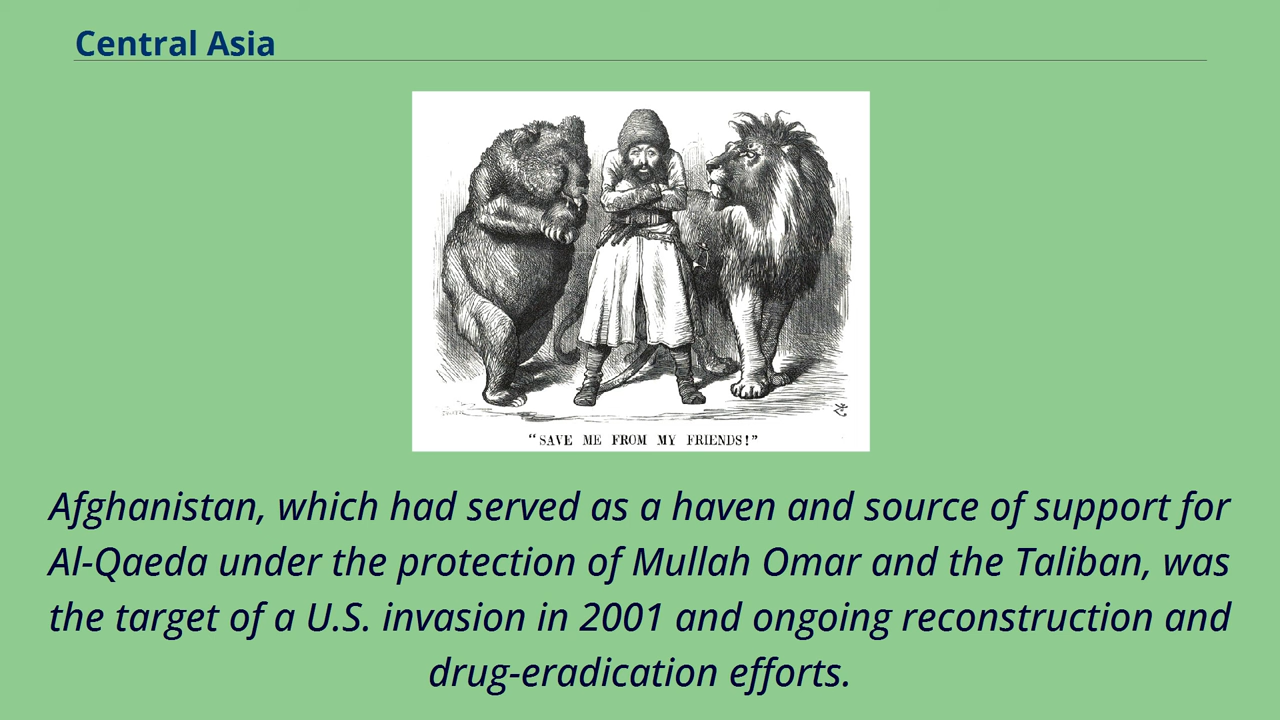 Central Asia
"SAVE ME FROM MY FRIENDS!"
Afghanistan, which had served as a haven and source of support for
Al-Qaeda under the protection of Mullah Omar and the Taliban, was
the target of a U.S. invasion in 2001 and ongoing reconstruction and
drug-eradication efforts.